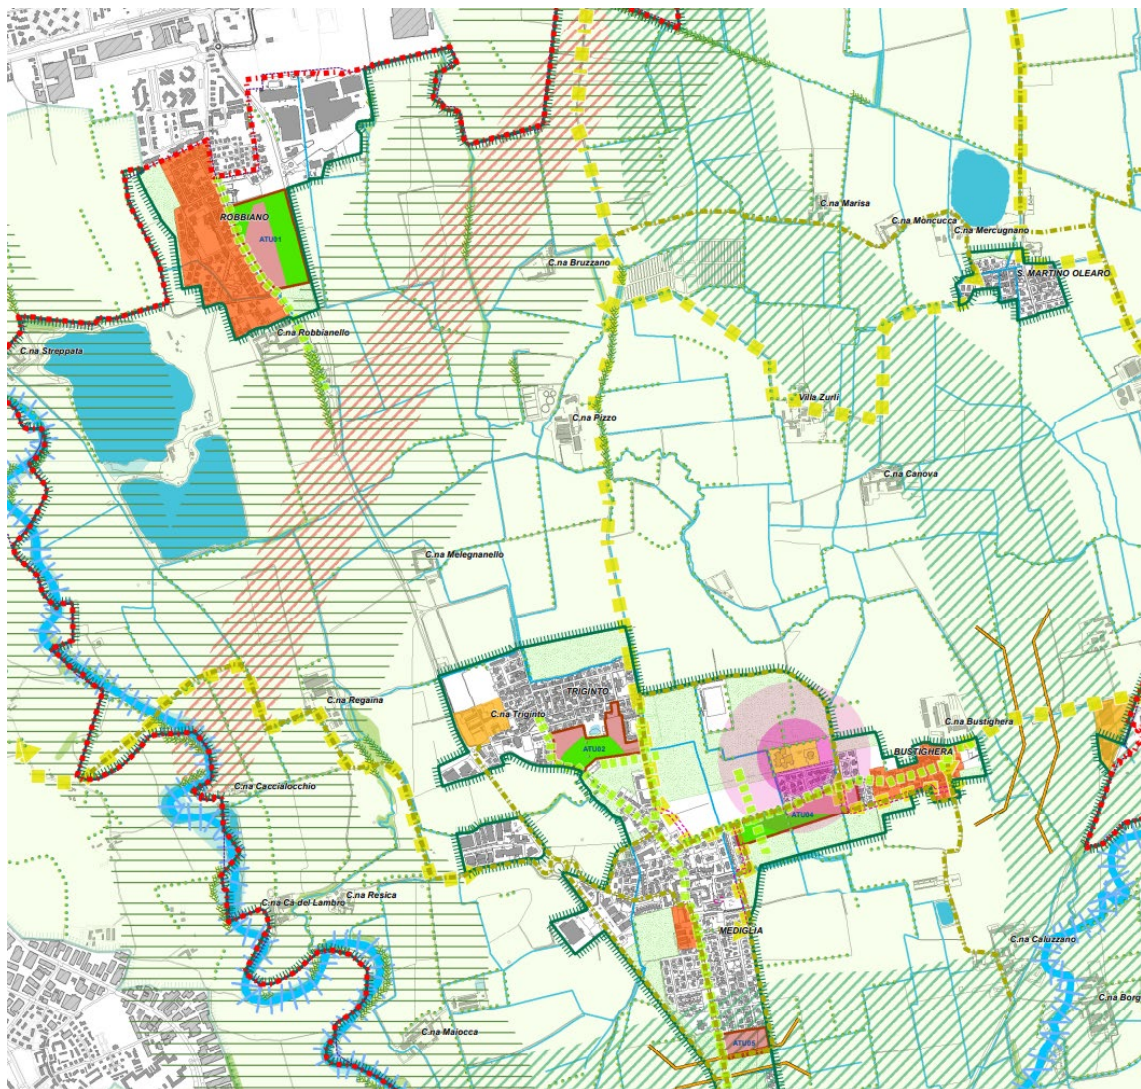 C.na Marisa
C.na Moncucca
ROBBIANO
C.na Mercugnano
ATU01
C.na Bruzzano
S. MARTINO OLEARO
C.na Robbianello
C.na Streppata
Villa Zurli
C.na Pizzo
C.na Canova
C.na Melegnanello
TRIGINTO
C.na Regaina
C.na Triginto
C.na Bustighera
ATU02
BUSTIGHERA
C.na Caccialocchio
ATU04
C.na Resica
C.na Cà del Lambro
MEDIGLIA
C.na Caluzzano
C.na Borg
C.na Maiocca
ATU05